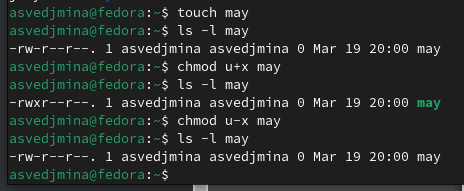 asvedjmina@fedora:~$ touch may
asvedjmina@fedora:~$ ls -l may
-rw-r--r--. 1 asvedjmina asvedjmina 0 Mar 19 20:00 may
asvedjmina@fedora:~$ chmod u+x may
asvedjmina@fedora:~$ ls -l may
-rwxr--r--. 1 asvedjmina asvedjmina 0 Mar 19 20:00 may
asvedjmina@fedora:~$ chmod u-x may
asvedjmina@fedora:~$ ls -l may
-rw-r--r--. 1 asvedjmina asvedjmina 0 Mar 19 20:00 may
asvedjmina@fedora:~$